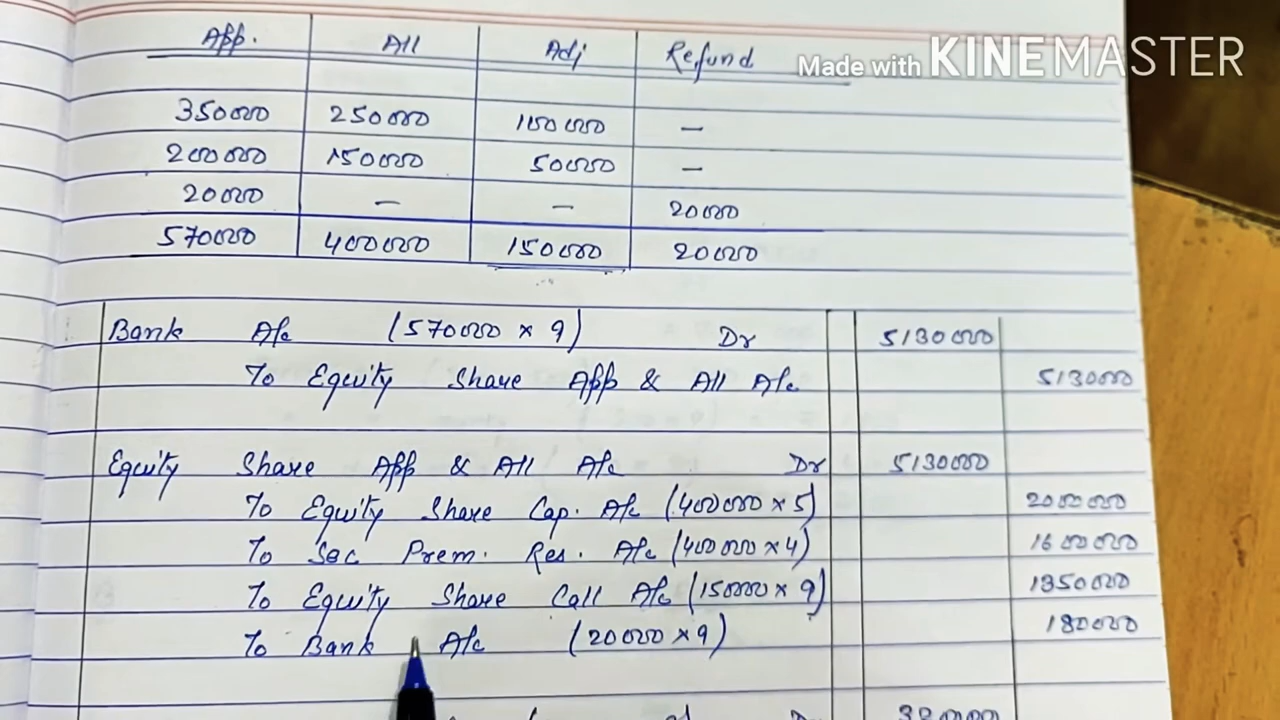 Made with KINEMASTER
App. All Adj Refund
350000 250000 100000 —
200000 150000 50000 —
20000 — — 20000
570000 400000 150000 20000
Bank A/c (570000 × 9) Dr 5130000
To Equity Share App & All A/c 5130000
Equity Share App & All A/c Dr 5130000
To Equity Share Cap. A/c (400000 × 5) 2000000
To Sec Prem. Res. A/c (400000 × 4) 1600000
To Equity Share Call A/c (150000 × 9) 1350000
To Bank A/c (20000 × 9) 180000